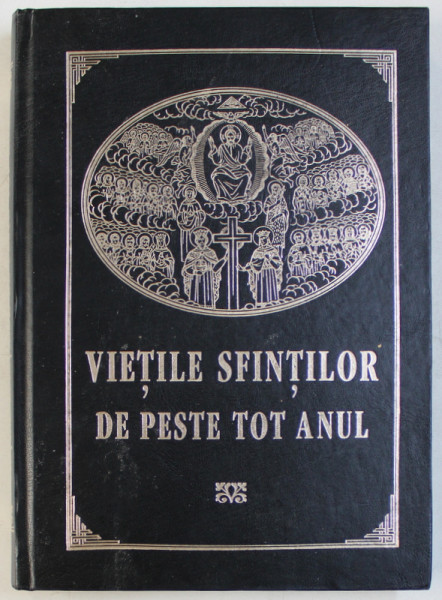 VIEȚILE SFINȚILOR
DE PESTE TOT ANUL